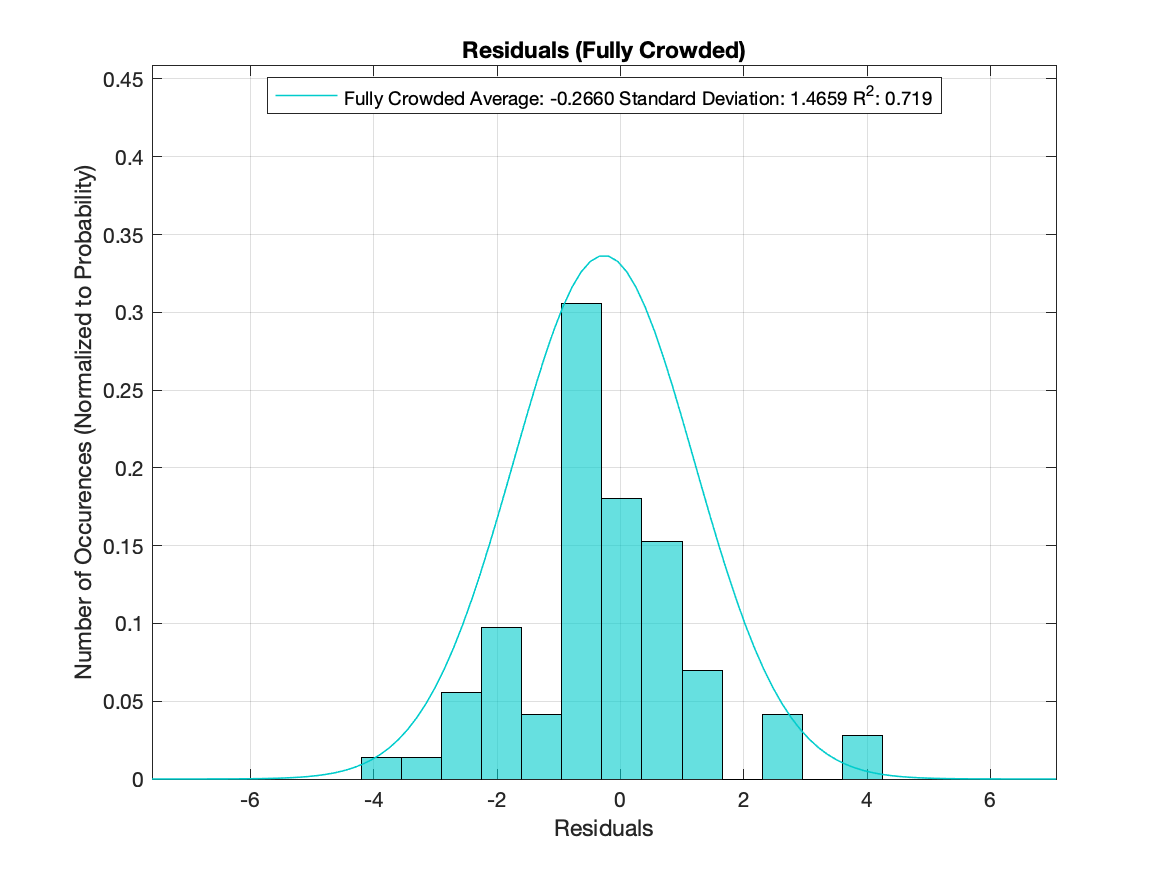 Residuals (Fully Crowded)
Fully Crowded Average: -0.2660 Standard Deviation: 1.4659 R²: 0.719
Number of Occurences (Normalized to Probability)
0.45
0.4
0.35
0.3
0.25
0.2
0.15
0.1
0.05
0
-6 -4 -2 0 2 4 6
Residuals